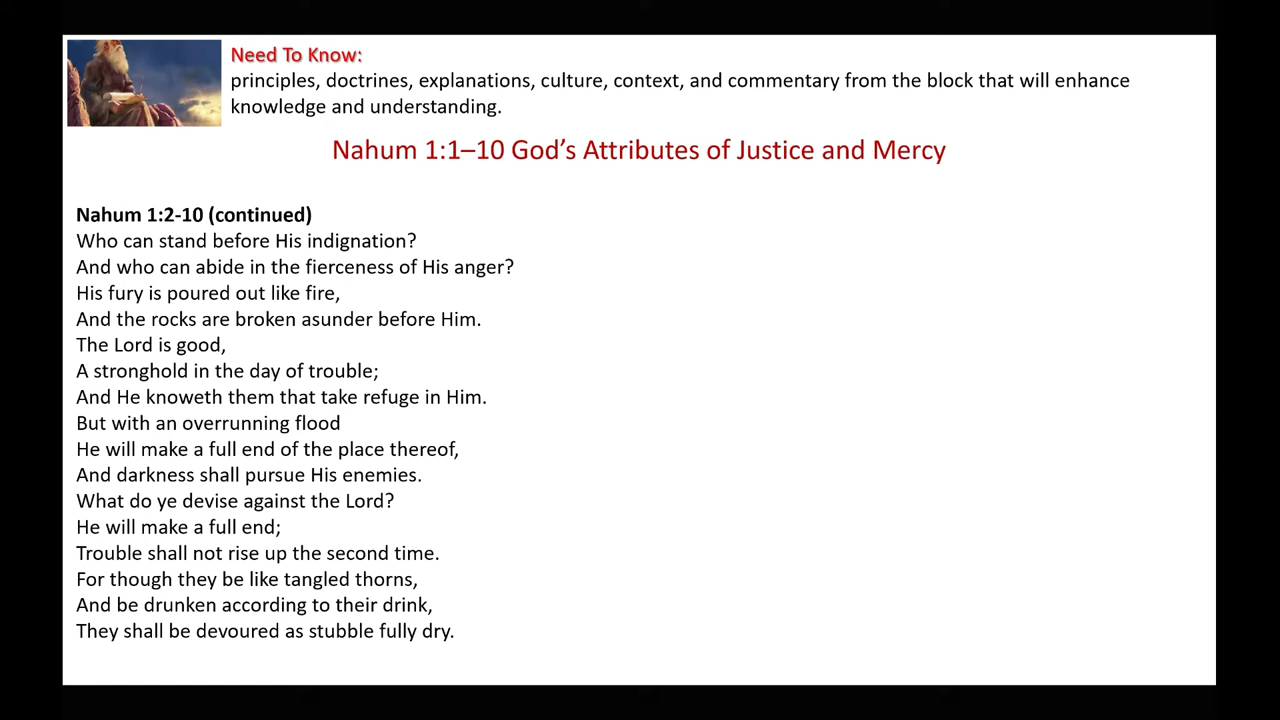 Need To Know:
principles, doctrines, explanations, culture, context, and commentary from the block that will enhance
knowledge and understanding.
Nahum 1:1–10 God’s Attributes of Justice and Mercy
Nahum 1:2-10 (continued)
Who can stand before His indignation?
And who can abide in the fierceness of His anger?
His fury is poured out like fire,
And the rocks are broken asunder before Him.
The Lord is good,
A stronghold in the day of trouble;
And He knoweth them that take refuge in Him.
But with an overrunning flood
He will make a full end of the place thereof,
And darkness shall pursue His enemies.
What do ye devise against the Lord?
He will make a full end;
Trouble shall not rise up the second time.
For though they be like tangled thorns,
And be drunken according to their drink,
They shall be devoured as stubble fully dry.